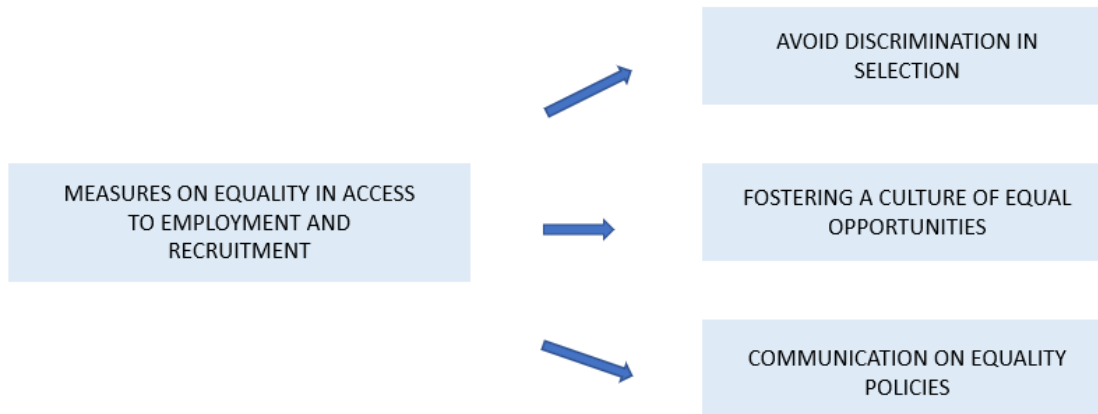 AVOID DISCRIMINATION IN
SELECTION
MEASURES ON EQUALITY IN ACCESS
TO EMPLOYMENT AND
RECRUITMENT
FOSTERING A CULTURE OF EQUAL
OPPORTUNITIES
COMMUNICATION ON EQUALITY
POLICIES